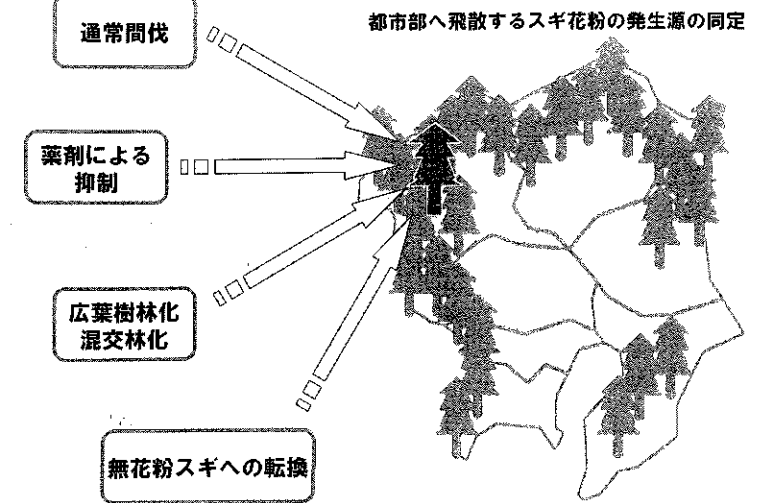 都市部へ飛散するスギ花粉の発生源の同定
通常間伐
薬剤による
抑制
広葉樹林化
混交林化
無花粉スギへの転換